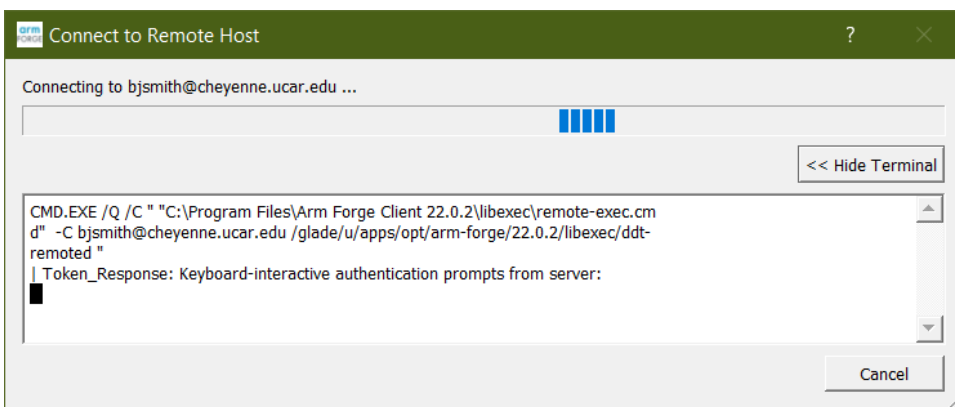 arm
FORGE
Connect to Remote Host
?
Connecting to bjsmith@cheyenne.ucar.edu ...
<< Hide Terminal
CMD.EXE /Q /C " "C:\Program Files\Arm Forge Client 22.0.2\libexec\remote-exec.cm
d"  -C bjsmith@cheyenne.ucar.edu /glade/u/apps/opt/arm-forge/22.0.2/libexec/ddt-
remoted "
| Token_Response: Keyboard-interactive authentication prompts from server:
Cancel